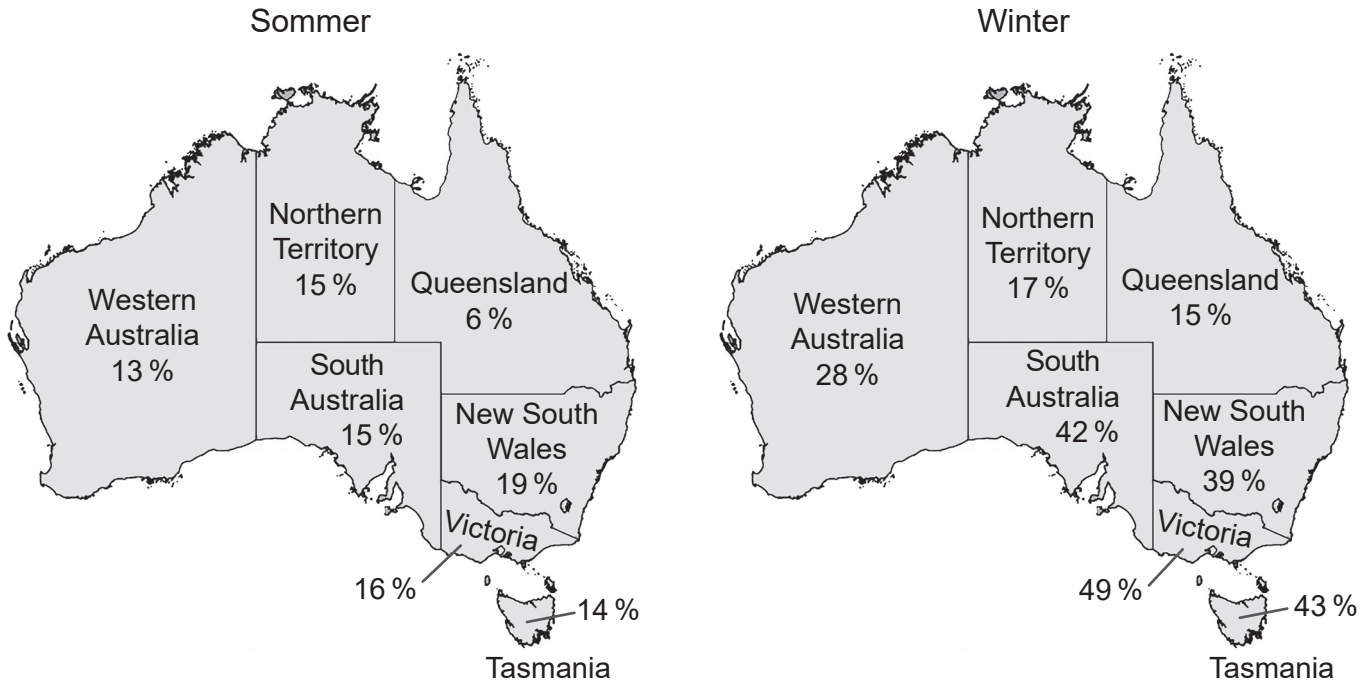 Sommer
Northern
Territory
15 %
Queensland
6 %
Western
Australia
13 %
South
Australia
15 %
New South
Wales
19 %
Victoria
16 %
14 %
Tasmania
Winter
Northern
Territory
17 %
Queensland
15 %
Western
Australia
28 %
South
Australia
42 %
New South
Wales
39 %
Victoria
49 %
43 %
Tasmania